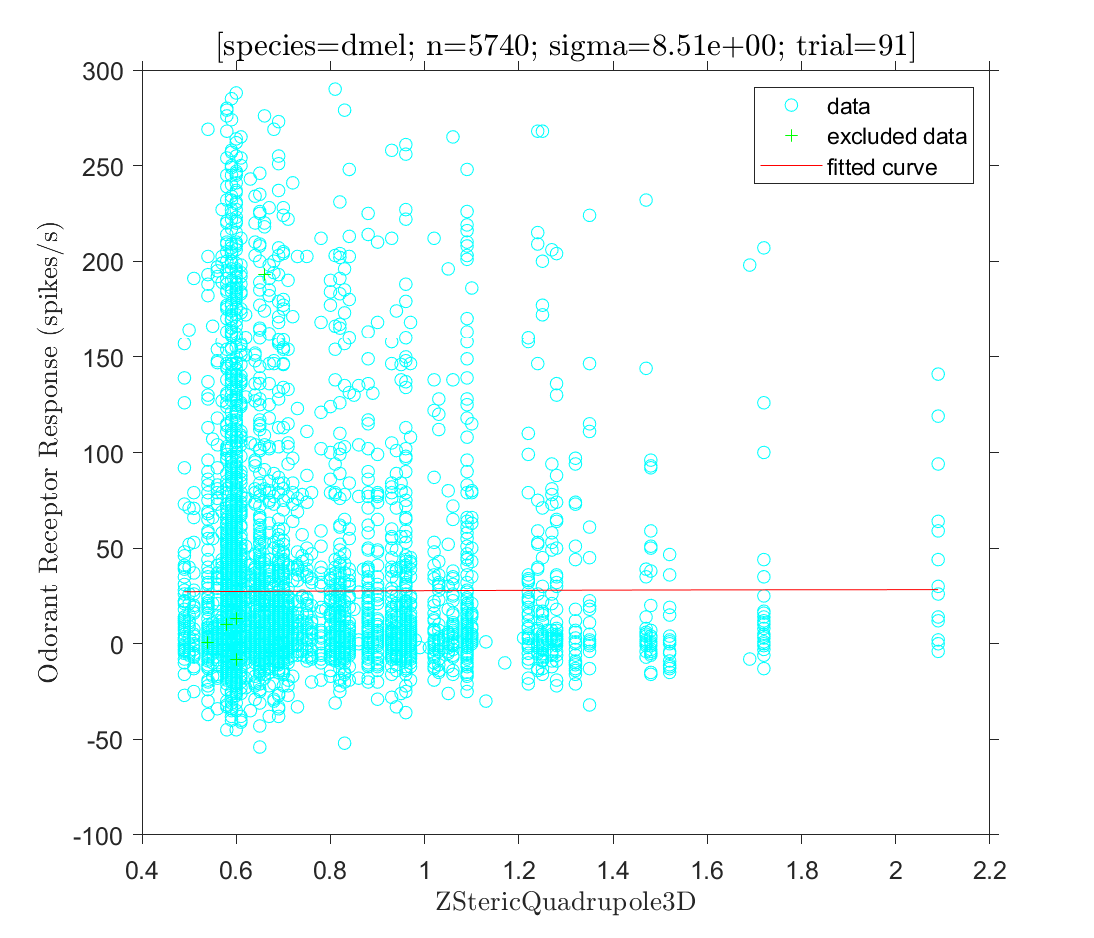 [species=dmel; n=5740; sigma=8.51e+00; trial=91]
300
250
200
150
100
50
0
-50
-100
Odorant Receptor Response (spikes/s)
data
excluded data
fitted curve
0.4 0.6 0.8 1 1.2 1.4 1.6 1.8 2 2.2
ZStericQuadrupole3D